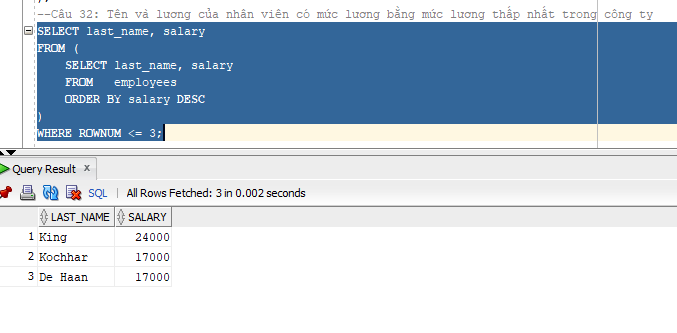 --Câu 32: Tên và lương của nhân viên có mức lương bằng mức lương thấp nhất trong công ty
SELECT last_name, salary
FROM (
    SELECT last_name, salary
    FROM   employees
    ORDER BY salary DESC
)
WHERE ROWNUM <= 3;
Query Result x
SQL | All Rows Fetched: 3 in 0.002 seconds
LAST_NAME SALARY
1 King 24000
2 Kochhar 17000
3 De Haan 17000